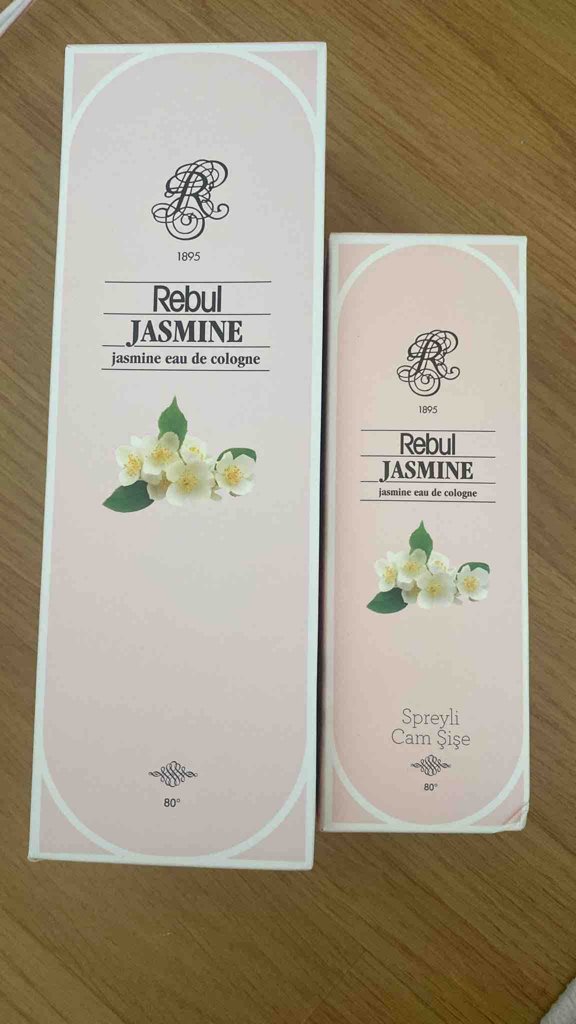 R
1895
Rebul
JASMINE
jasmine eau de cologne
80°
R
1895
Rebul
JASMINE
jasmine eau de cologne
Spreyli
Cam Şişe
80°